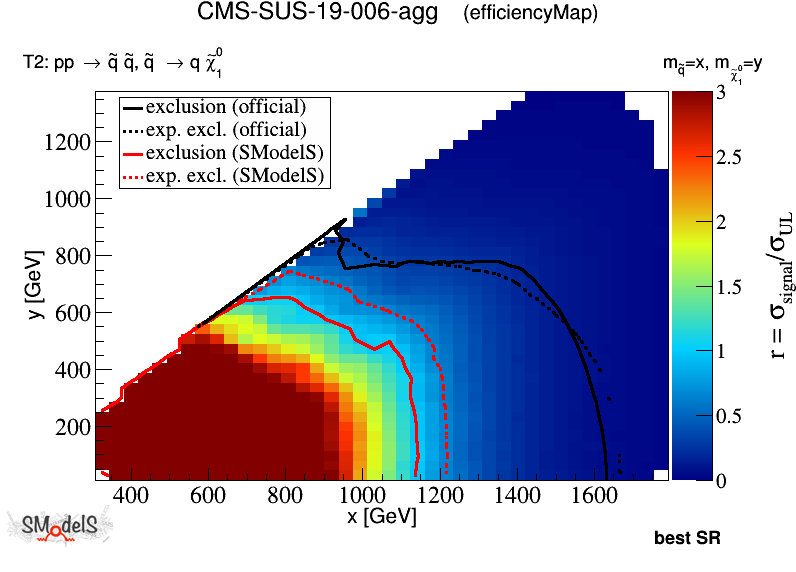 CMS-SUS-19-006-agg (efficiencyMap)
T2: pp → q̃ q̃, q̃ → q χ̃⁰₁
m_q̃=x, m_χ̃⁰₁=y
exclusion (official)
exp. excl. (official)
exclusion (SModelS)
exp. excl. (SModelS)
1200
1000
800
600
400
200
y [GeV]
400 600 800 1000 1200 1400 1600
x [GeV]
3
2.5
2
1.5
1
0.5
0
r = σ_signal/σ_UL
SModelS
best SR